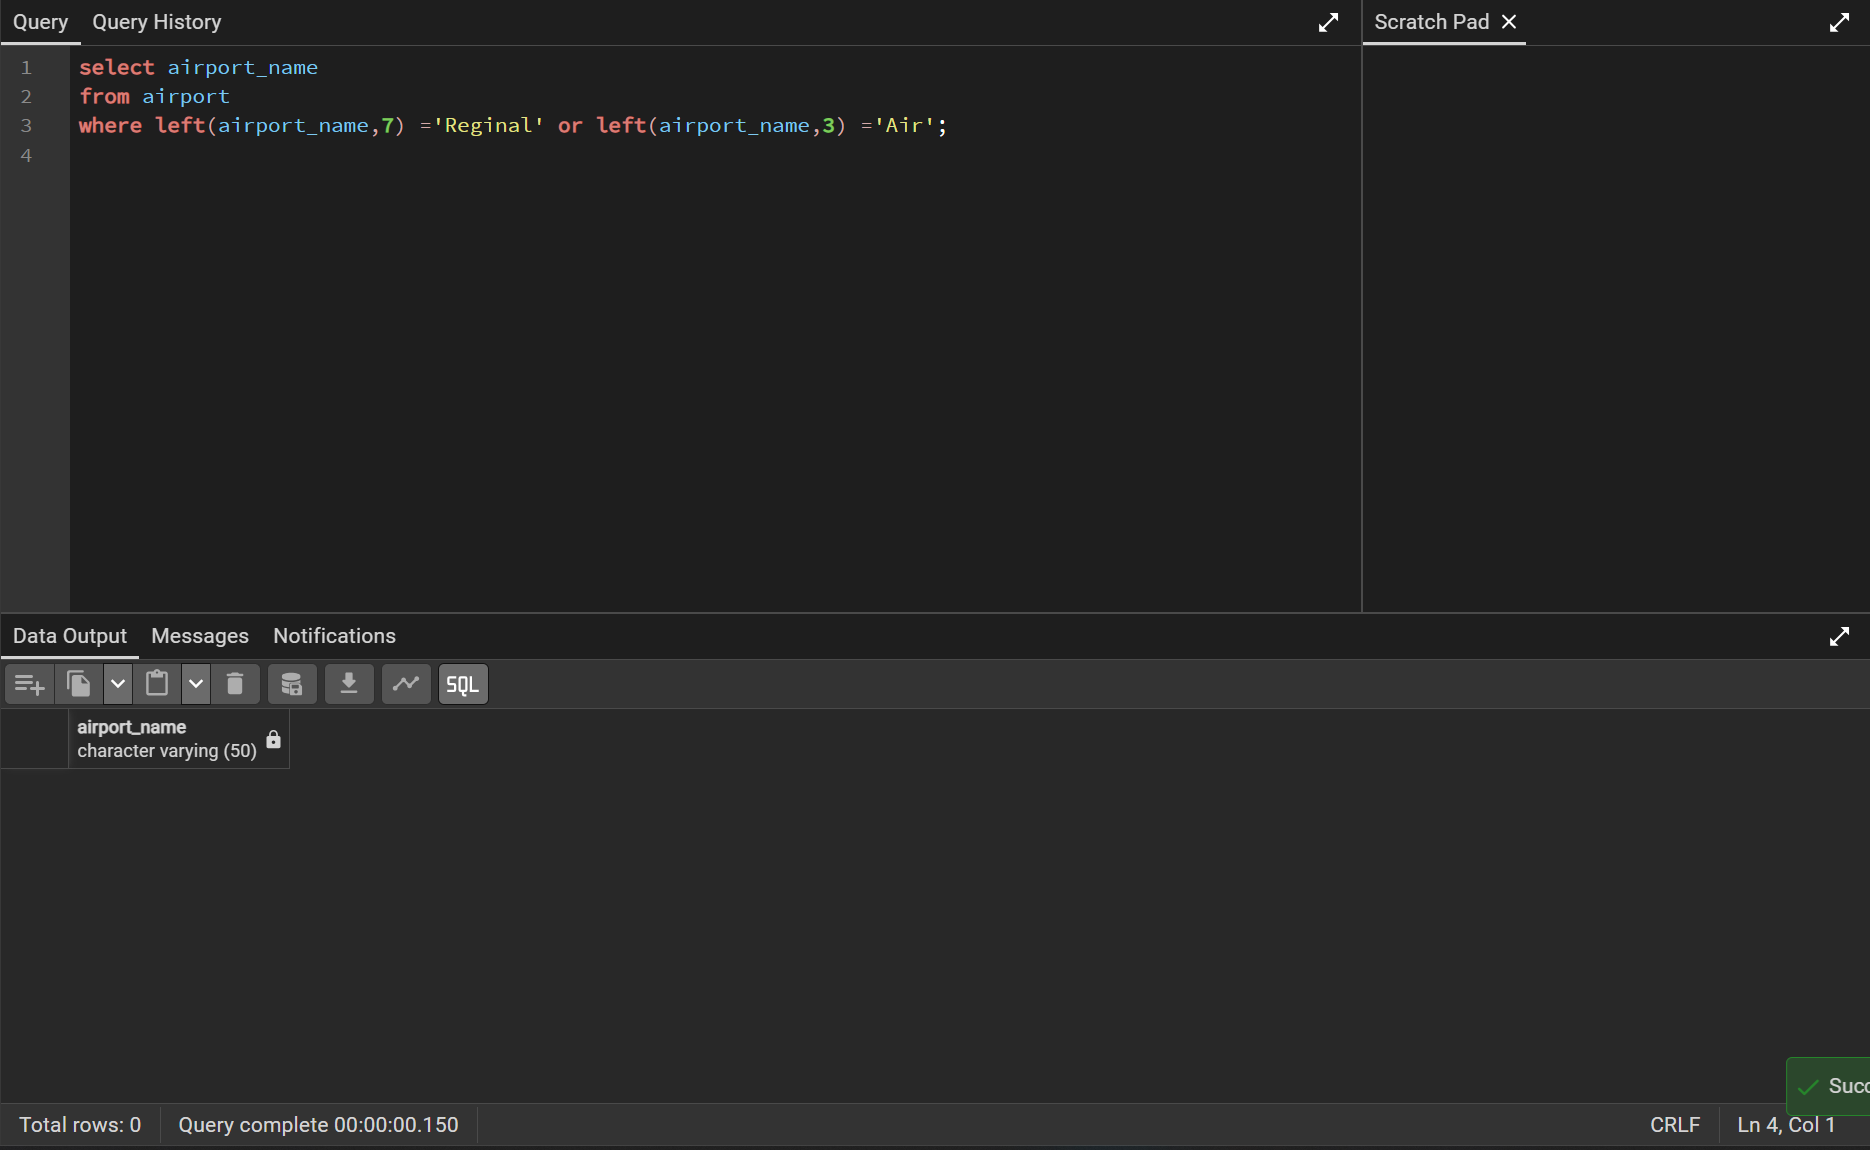 Query Query History
Scratch Pad
1 select airport_name
2 from airport
3 where left(airport_name,7) ='Reginal' or left(airport_name,3) ='Air';
4
Data Output Messages Notifications
SQL
airport_name
character varying (50)
Succ
Total rows: 0 Query complete 00:00:00.150 CRLF Ln 4, Col 1